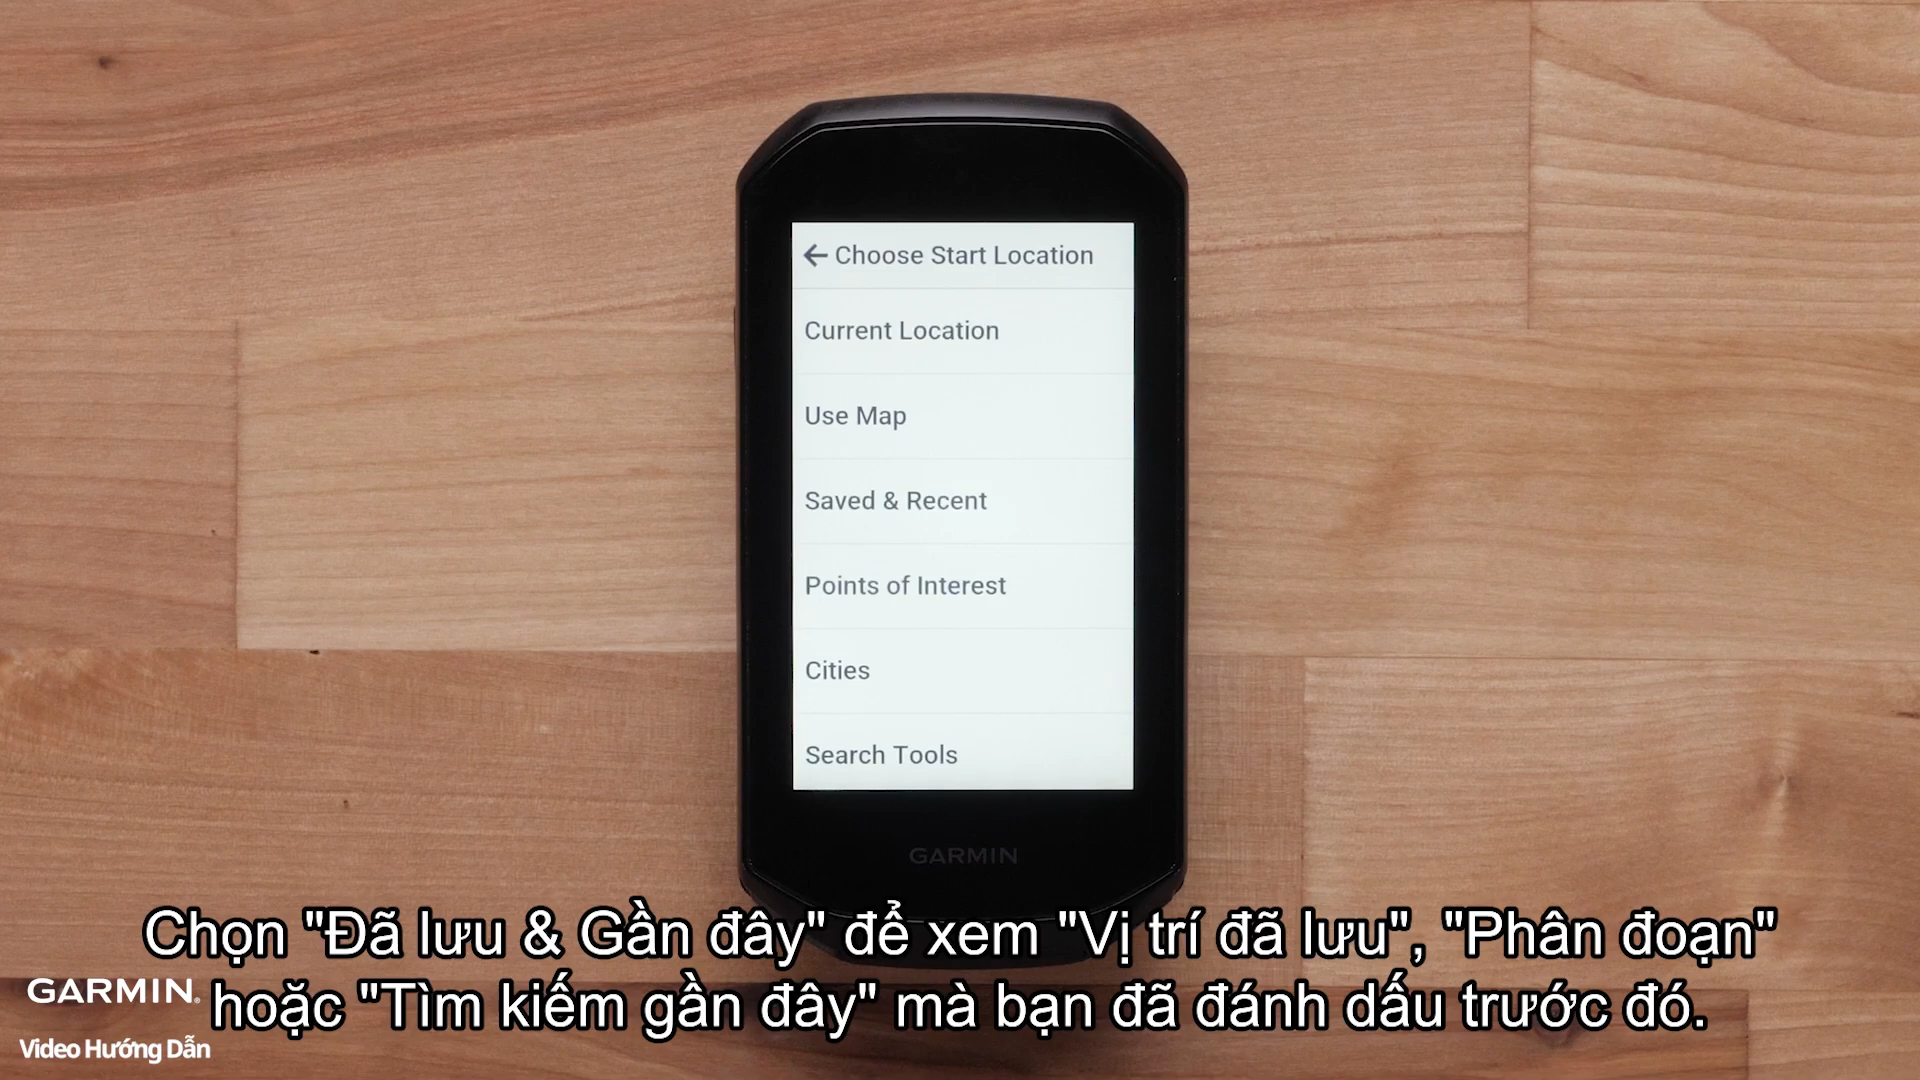 Choose Start Location
Current Location
Use Map
Saved & Recent
Points of Interest
Cities
Search Tools
GARMIN
Chọn "Đã lưu & Gần đây" để xem "Vị trí đã lưu", "Phân đoạn"
hoặc "Tìm kiếm gần đây" mà bạn đã đánh dấu trước đó.
GARMIN
Video Hướng Dẫn